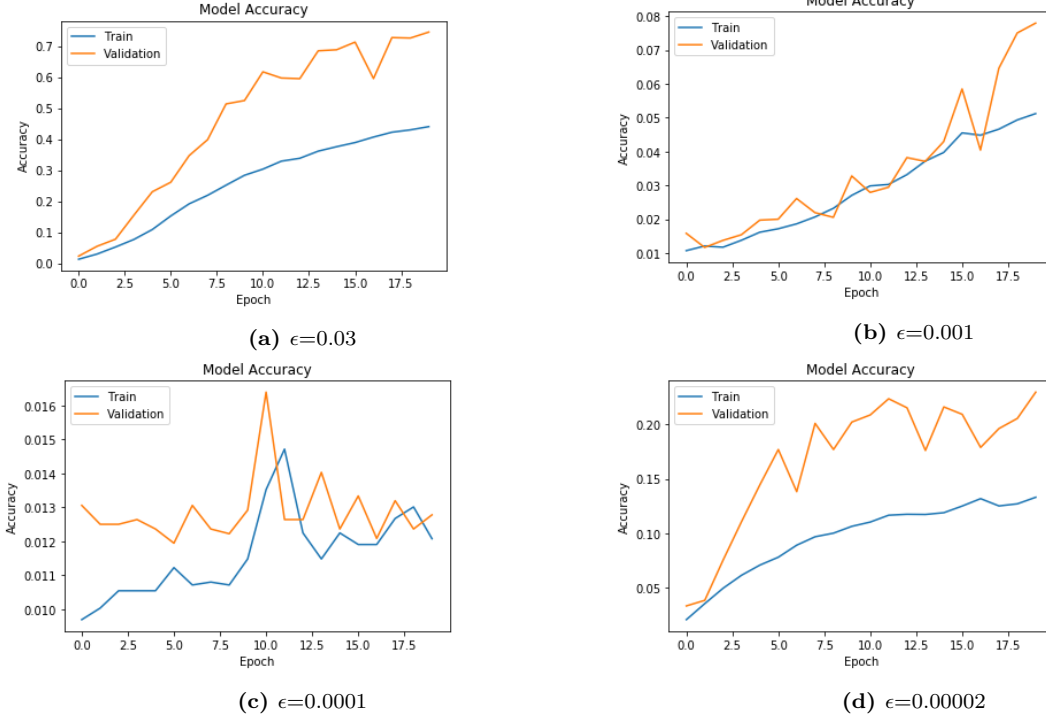 Model Accuracy
Train
Validation
Accuracy
0.7
0.6
0.5
0.4
0.3
0.2
0.1
0.0
0.0 2.5 5.0 7.5 10.0 12.5 15.0 17.5
Epoch
(a) ϵ=0.03
Model Accuracy
Train
Validation
Accuracy
0.08
0.07
0.06
0.05
0.04
0.03
0.02
0.01
0.0 2.5 5.0 7.5 10.0 12.5 15.0 17.5
Epoch
(b) ϵ=0.001
Model Accuracy
Train
Validation
Accuracy
0.016
0.015
0.014
0.013
0.012
0.011
0.010
0.0 2.5 5.0 7.5 10.0 12.5 15.0 17.5
Epoch
(c) ϵ=0.0001
Model Accuracy
Train
Validation
Accuracy
0.20
0.15
0.10
0.05
0.0 2.5 5.0 7.5 10.0 12.5 15.0 17.5
Epoch
(d) ϵ=0.00002